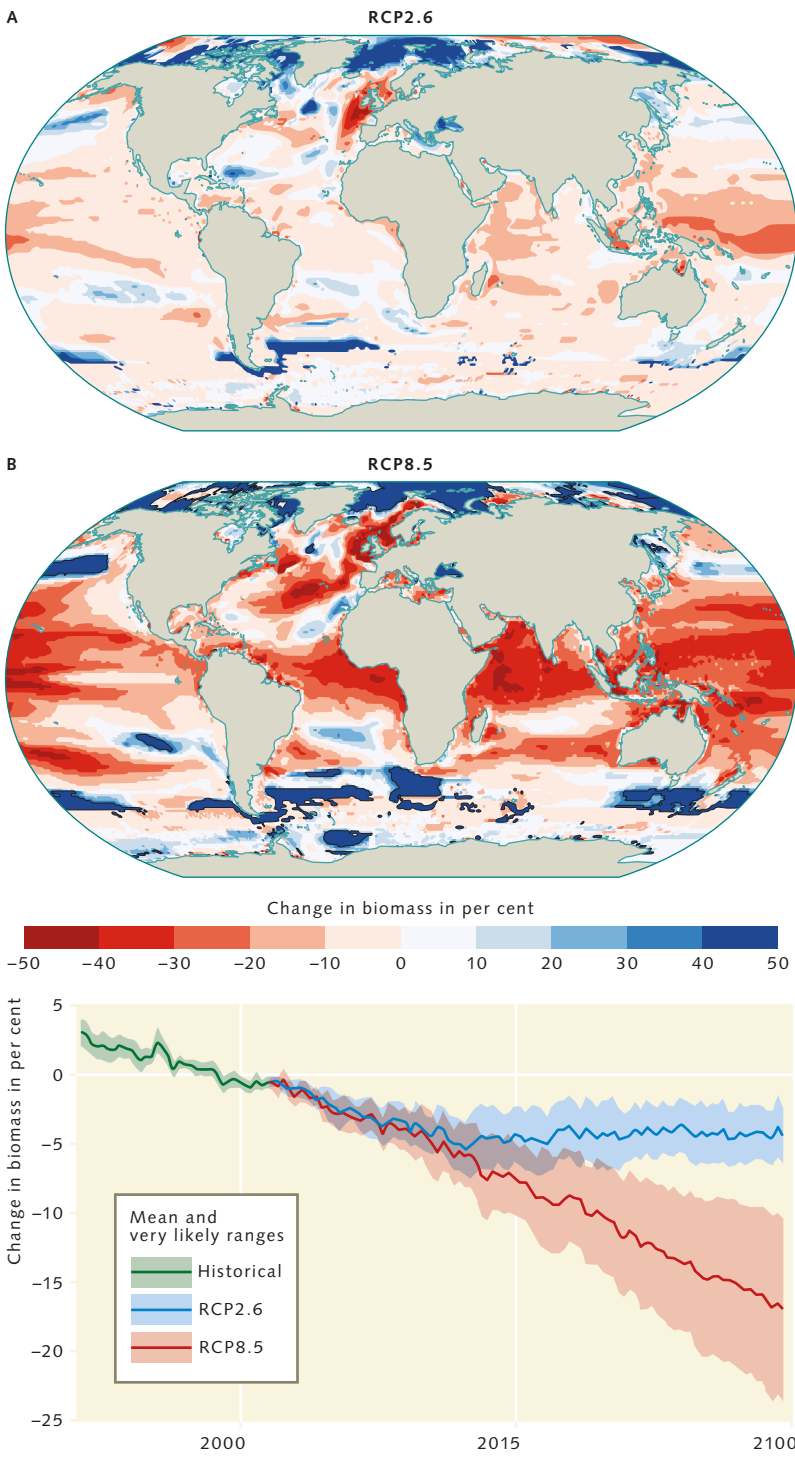 A
RCP2.6
B
RCP8.5
Change in biomass in per cent
−50 −40 −30 −20 −10 0 10 20 30 40 50
Change in biomass in per cent
5
0
−5
−10
−15
−20
−25
Mean and
very likely ranges
Historical
RCP2.6
RCP8.5
2000 2015 2100